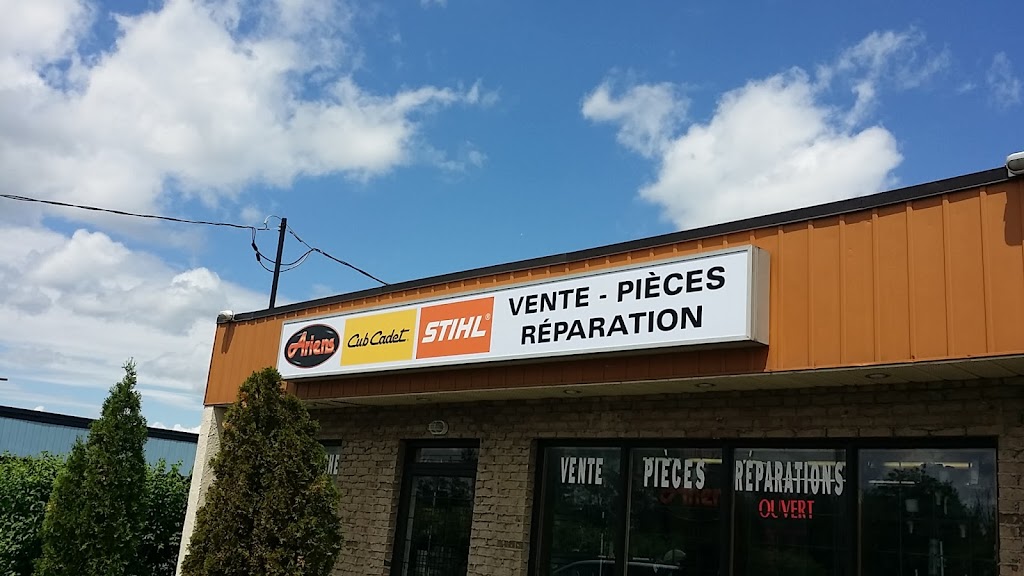 Ariens
Cub Cadet
STIHL®
VENTE - PIÈCES
RÉPARATION
VENTE PIÈCES RÉPARATIONS
OUVERT